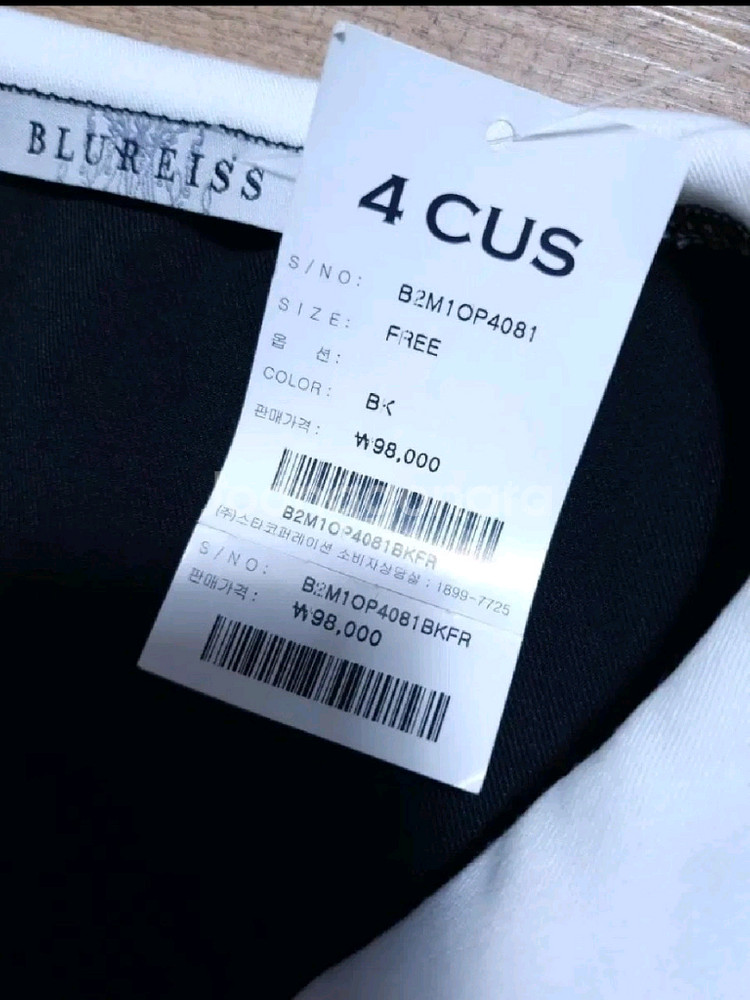 BLUREISS
4 CUS
S/NO: B2M1OP4081
SIZE: FREE
옵 션:
COLOR: BK
판매가격: ₩98,000
B2M1OP4081BKFR
(주)스타코퍼레이션 소비자상담실 : 1899-7725
S/NO: B2M1OP4081BKFR
판매가격: ₩98,000